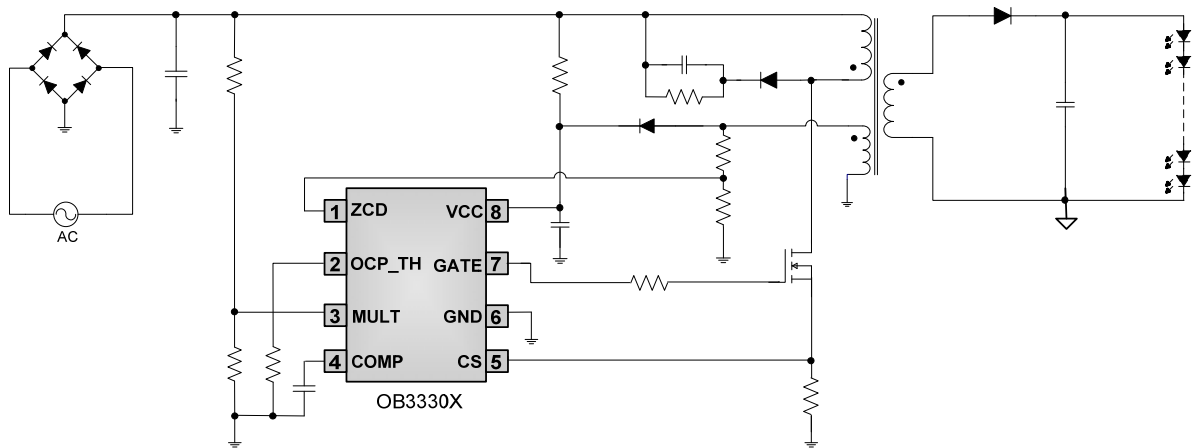 1 ZCD VCC 8
2 OCP_TH GATE 7
3 MULT GND 6
4 COMP CS 5
AC
OB3330X